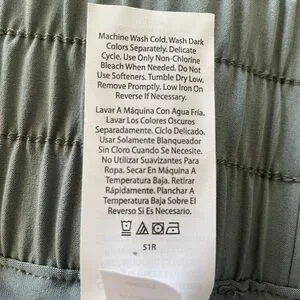 Machine Wash Cold. Wash Dark
Colors Separately. Delicate
Cycle. Use Only Non-Chlorine
Bleach When Needed. Do Not
Use Softeners. Tumble Dry Low.
Remove Promptly. Low Iron On
Reverse If Necessary.
Lavar A Máquina Con Agua Fría.
Lavar Los Colores Oscuros
Separadamente. Ciclo Delicado.
Usar Solamente Blanqueador
Sin Cloro Cuando Se Necesite.
No Utilizar Suavizantes Para
Ropa. Secar En Máquina A
Temperatura Baja. Retirar
Rápidamente. Planchar A
Temperatura Baja Sobre El
Reverso Si Es Necesario.
51R